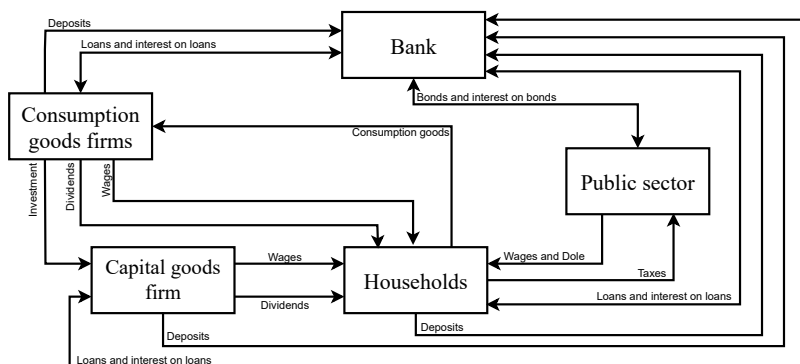 Deposits
Bank
Loans and interest on loans
Bonds and interest on bonds
Consumption
goods firms
Consumption goods
Investment
Dividends
Wages
Public sector
Capital goods
firm
Wages
Dividends
Households
Wages and Dole
Taxes
Loans and interest on loans
Deposits
Deposits
Loans and interest on loans